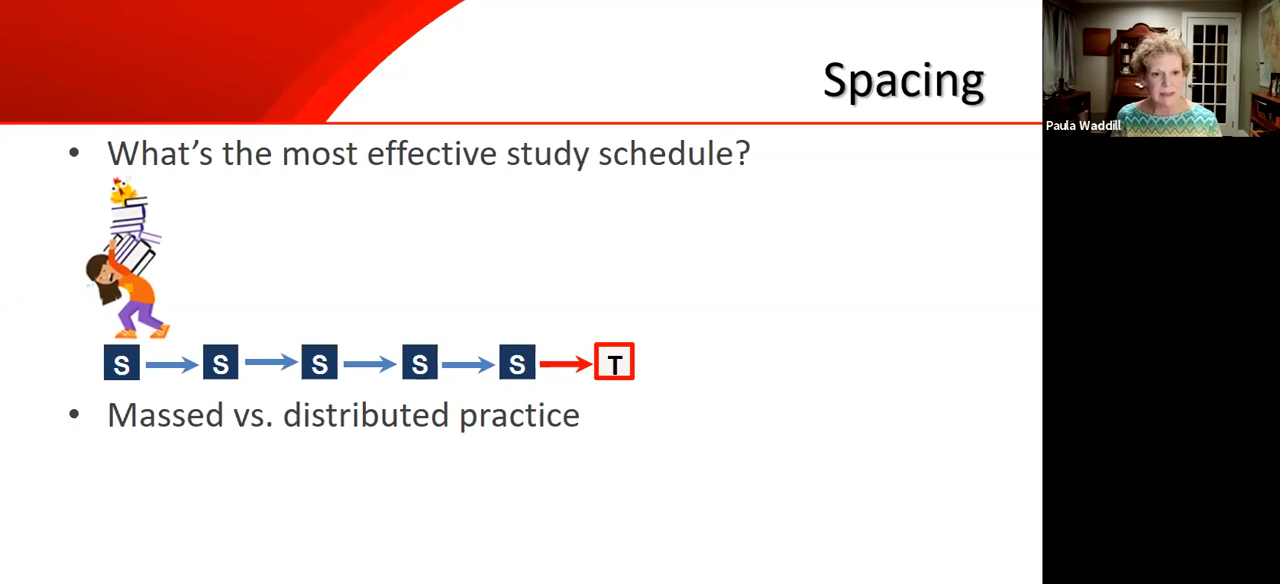 Spacing
Paula Waddill
• What's the most effective study schedule?
S S S S S T
• Massed vs. distributed practice